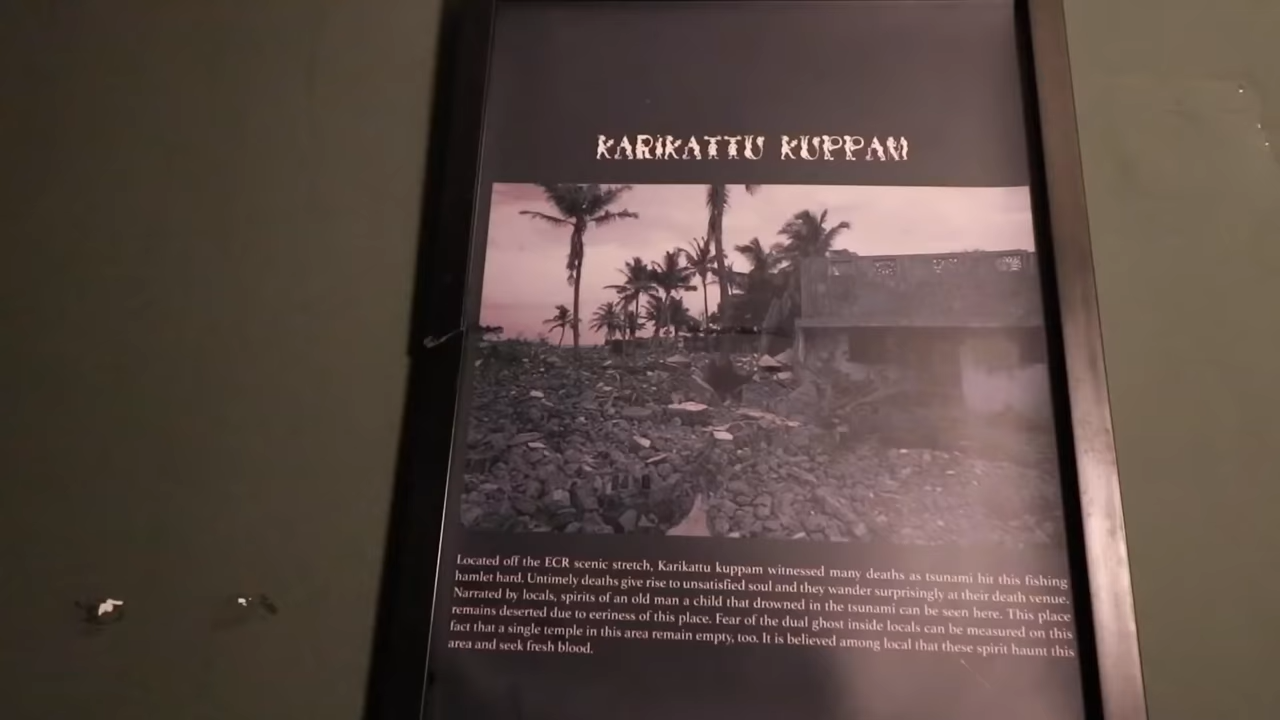 KARIKATTU KUPPAM
Located off the ECR scenic stretch, Karikattu kuppam witnessed many deaths as tsunami hit this fishing
hamlet hard. Untimely deaths give rise to unsatisfied soul and they wander surprisingly at their death venue.
Narrated by locals, spirits of an old man a child that drowned in the tsunami can be seen here. This place
remains deserted due to eeriness of this place. Fear of the dual ghost inside locals can be measured on this
fact that a single temple in this area remain empty, too. It is believed among local that these spirit haunt this
area and seek fresh blood.